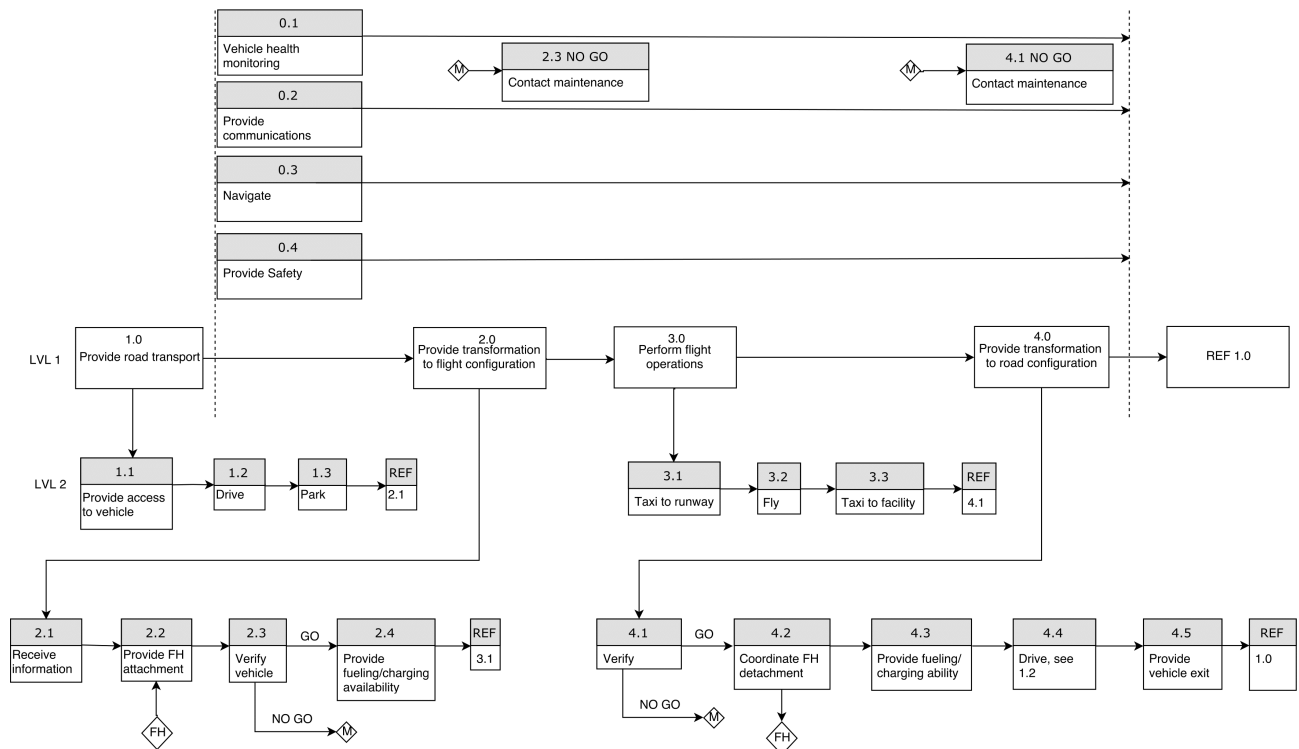 0.1
Vehicle health
monitoring
M
2.3 NO GO
Contact maintenance
M
4.1 NO GO
Contact maintenance
0.2
Provide
communications
0.3
Navigate
0.4
Provide Safety
LVL 1
1.0
Provide road transport
2.0
Provide transformation
to flight configuration
3.0
Perform flight
operations
4.0
Provide transformation
to road configuration
REF 1.0
LVL 2
1.1
Provide access
to vehicle
1.2
Drive
1.3
Park
REF
2.1
3.1
Taxi to runway
3.2
Fly
3.3
Taxi to facility
REF
4.1
2.1
Receive
information
2.2
Provide FH
attachment
FH
2.3
Verify
vehicle
GO
NO GO
M
2.4
Provide
fueling/charging
availability
REF
3.1
4.1
Verify
GO
NO GO
M
4.2
Coordinate FH
detachment
FH
4.3
Provide fueling/
charging ability
4.4
Drive, see
1.2
4.5
Provide
vehicle exit
REF
1.0